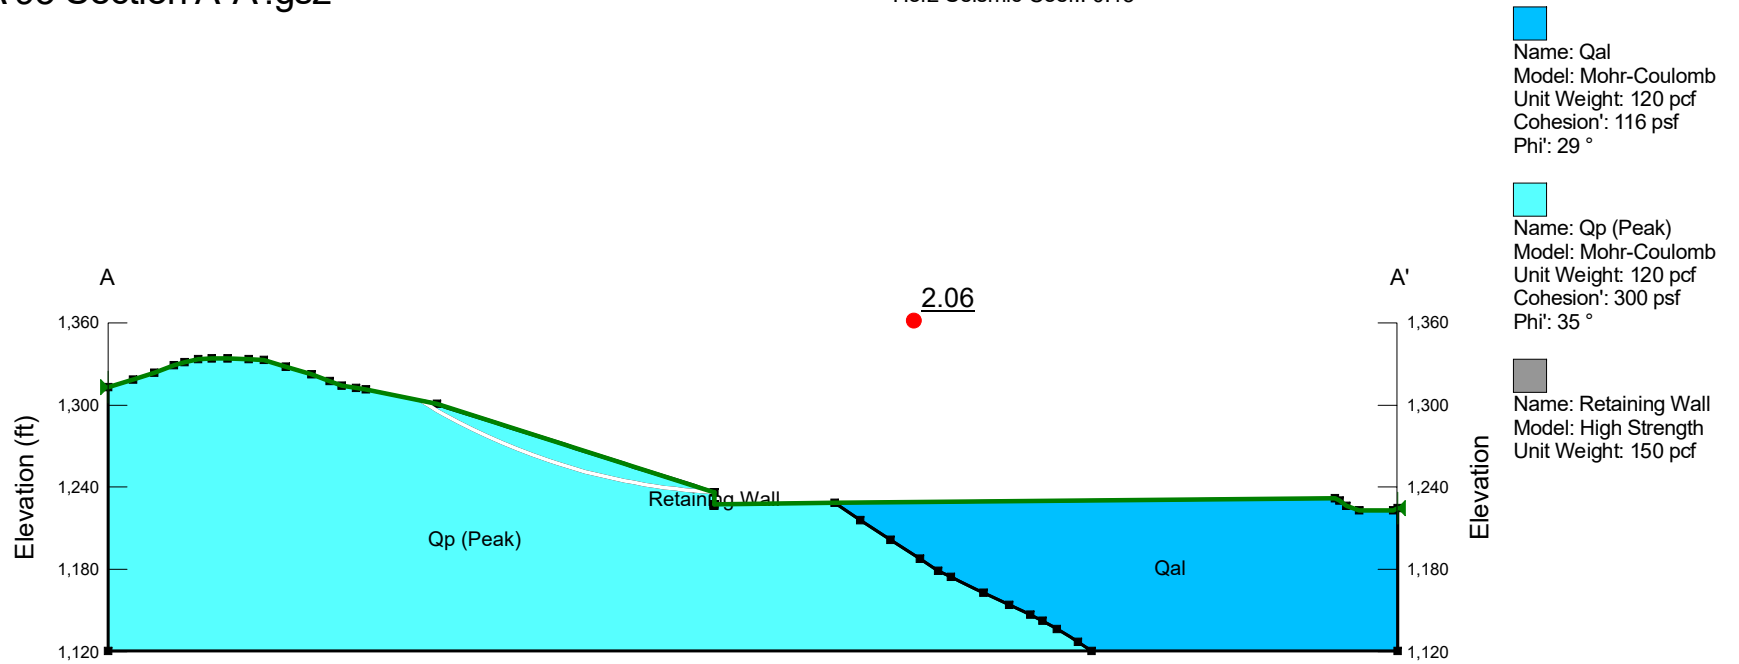 Section A-A'.gsz
Name: Qal
Model: Mohr-Coulomb
Unit Weight: 120 pcf
Cohesion': 116 psf
Phi': 29 °
Name: Qp (Peak)
Model: Mohr-Coulomb
Unit Weight: 120 pcf
Cohesion': 300 psf
Phi': 35 °
Name: Retaining Wall
Model: High Strength
Unit Weight: 150 pcf
A
A'
2.06
1,360
1,300
1,240
1,180
1,120
Elevation (ft)
Retaining Wall
Qp (Peak)
Qal
1,360
1,300
1,240
1,180
1,120
Elevation